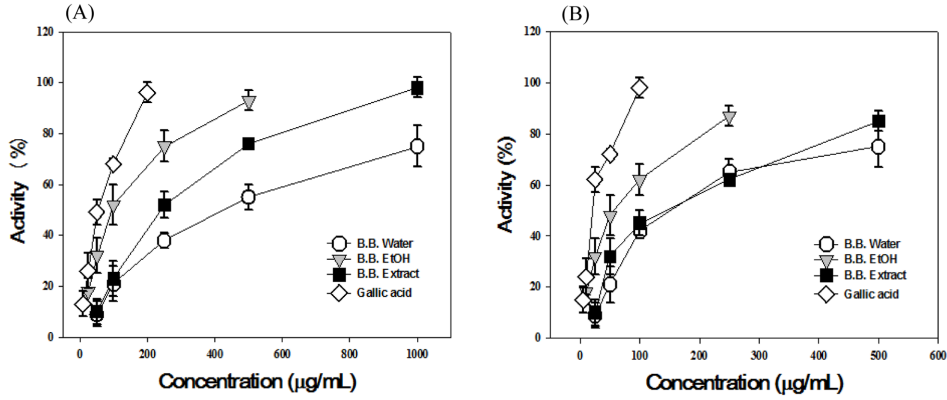 (A)
120
100
80
60
40
20
0
Activity (%)
B.B. Water
B.B. EtOH
B.B. Extract
Gallic acid
0 200 400 600 800 1000
Concentration (μg/mL)
(B)
120
100
80
60
40
20
0
Activity (%)
B.B. Water
B.B. EtOH
B.B. Extract
Gallic acid
0 100 200 300 400 500 600
Concentration (μg/mL)